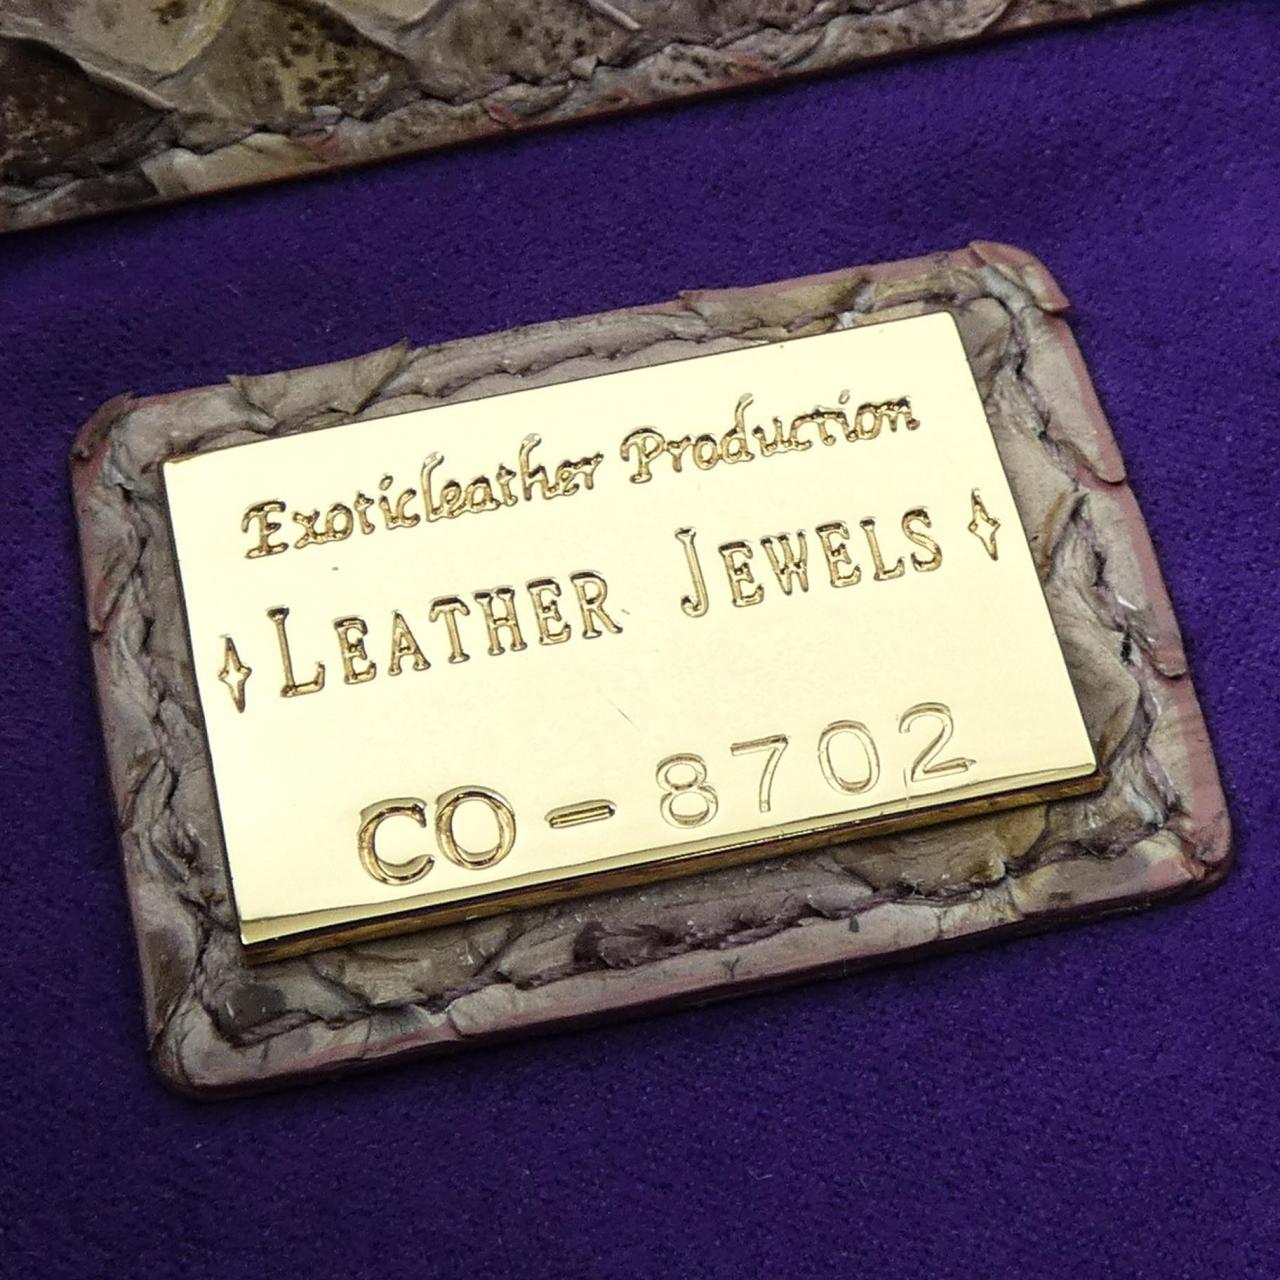 Exoticleather Production
LEATHER JEWELS
CO-8702